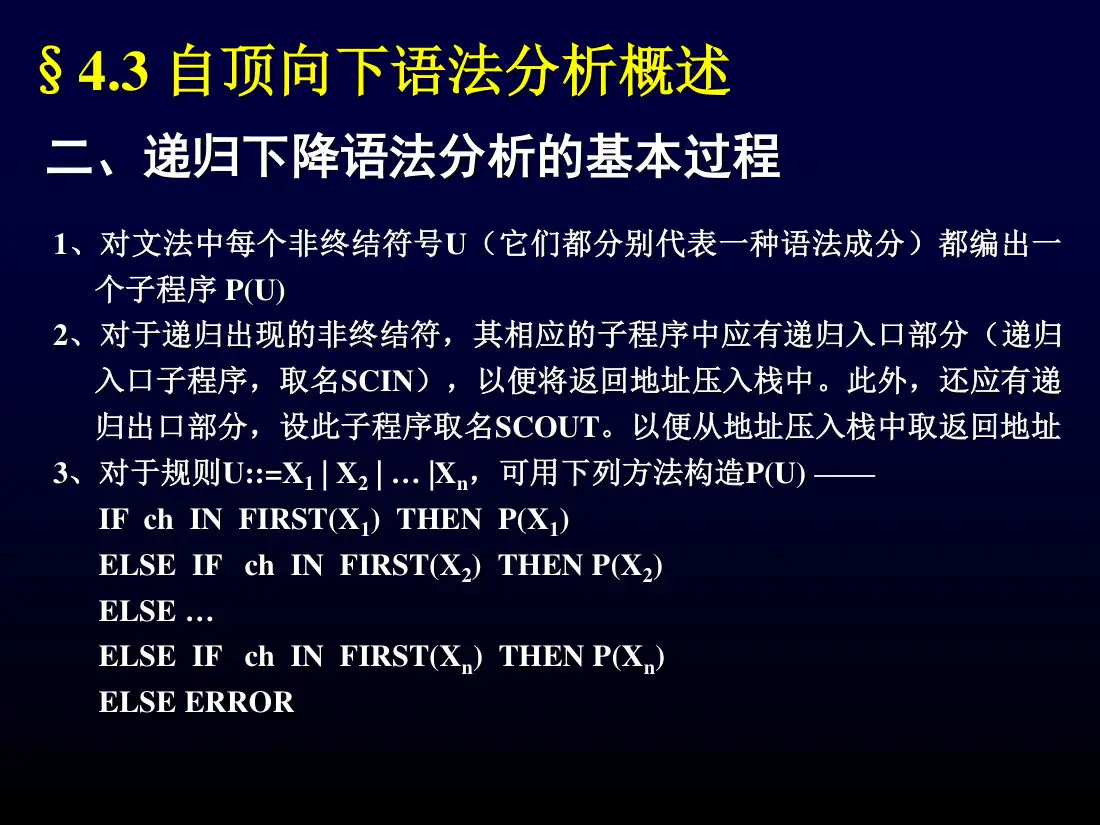 §4.3 自顶向下语法分析概述
二、递归下降语法分析的基本过程
1、对文法中每个非终结符号U（它们都分别代表一种语法成分）都编出一
个子程序 P(U)
2、对于递归出现的非终结符，其相应的子程序中应有递归入口部分（递归
入口子程序，取名SCIN），以便将返回地址压入栈中。此外，还应有递
归出口部分，设此子程序取名SCOUT。以便从地址压入栈中取返回地址
3、对于规则U::=X₁ | X₂ | … |Xₙ，可用下列方法构造P(U) ——
IF ch IN FIRST(X₁) THEN P(X₁)
ELSE IF ch IN FIRST(X₂) THEN P(X₂)
ELSE …
ELSE IF ch IN FIRST(Xₙ) THEN P(Xₙ)
ELSE ERROR